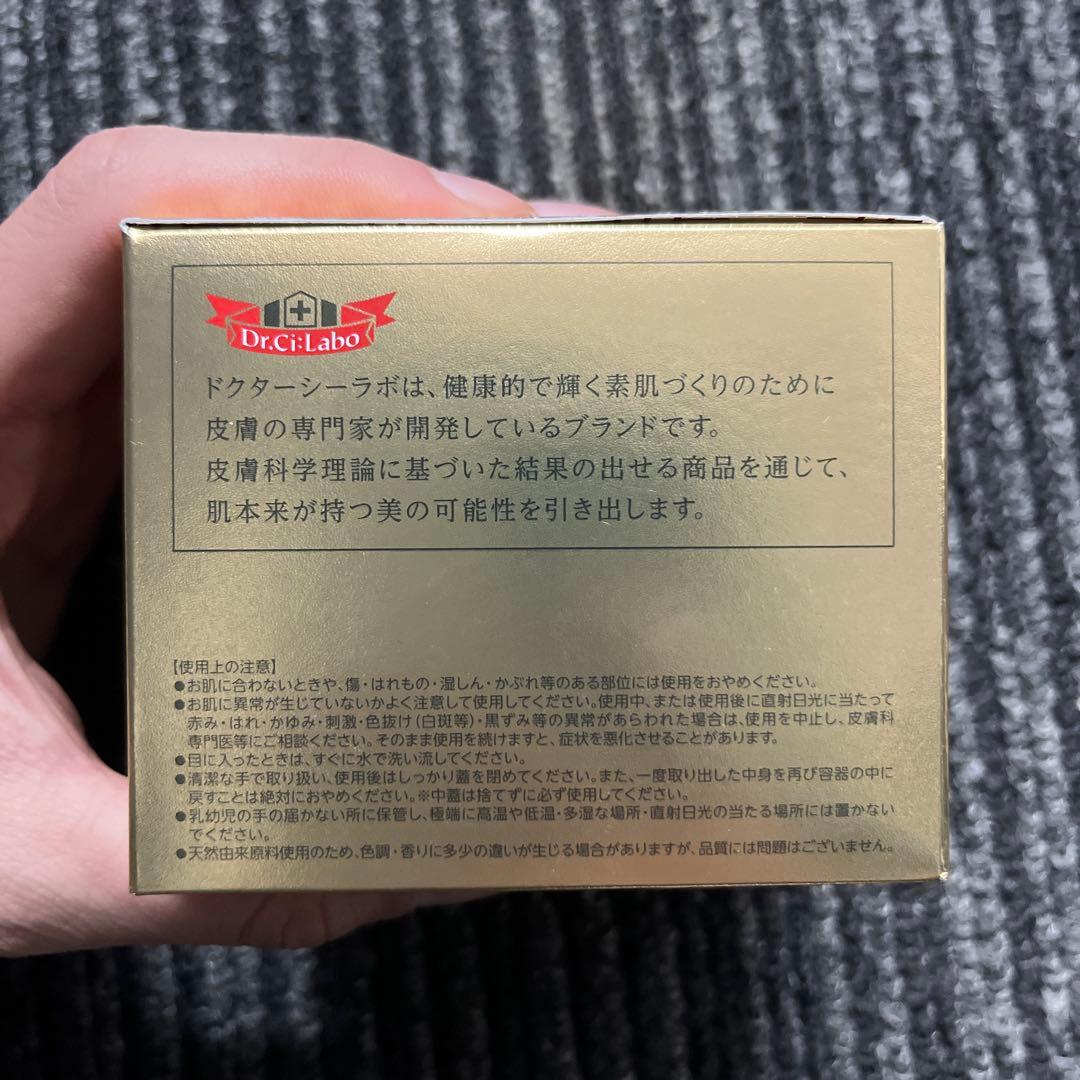 Dr.Ci:Labo
ドクターシーラボは、健康的で輝く素肌づくりのために
皮膚の専門家が開発しているブランドです。
皮膚科学理論に基づいた結果の出せる商品を通じて、
肌本来が持つ美の可能性を引き出します。
【使用上の注意】
●お肌に合わないときや、傷・はれもの・湿しん・かぶれ等のある部位には使用をおやめください。
●お肌に異常が生じていないかよく注意して使用してください。使用中、または使用後に直射日光に当たって
赤み・はれ・かゆみ・刺激・色抜け(白斑等)・黒ずみ等の異常があらわれた場合は、使用を中止し、皮膚科
専門医等にご相談ください。そのまま使用を続けますと、症状を悪化させることがあります。
●目に入ったときは、すぐに水で洗い流してください。
●清潔な手で取り扱い、使用後はしっかり蓋を閉めてください。また、一度取り出した中身を再び容器の中に
戻すことは絶対におやめください。※中蓋は捨てずに必ず使用してください。
●乳幼児の手の届かない所に保管し、極端に高温や低温・多湿な場所・直射日光の当たる場所には置かない
でください。
●天然由来原料使用のため、色調・香りに多少の違いが生じる場合がありますが、品質には問題はございません。